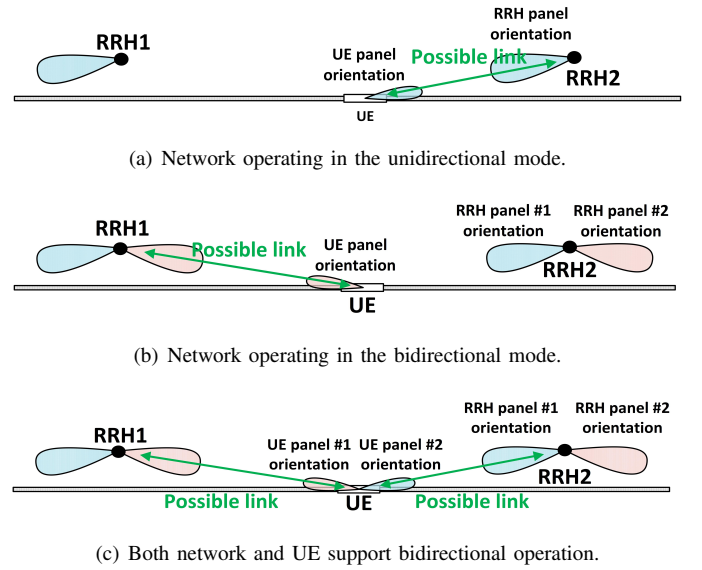 RRH1
RRH panel
orientation
UE panel
orientation
Possible link
RRH2
UE
(a) Network operating in the unidirectional mode.
RRH1
Possible link
UE panel
orientation
RRH panel #1
orientation
RRH panel #2
orientation
RRH2
UE
(b) Network operating in the bidirectional mode.
RRH1
UE panel #1
orientation
UE panel #2
orientation
RRH panel #1
orientation
RRH panel #2
orientation
RRH2
Possible link
UE
Possible link
(c) Both network and UE support bidirectional operation.